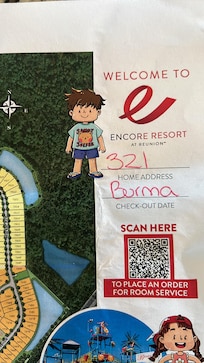 WELCOME TO
e
ENCORE RESORT
AT REUNION
321
HOME ADDRESS
Burma
CHECK-OUT DATE
SCAN HERE
TO PLACE AN ORDER
FOR ROOM SERVICE